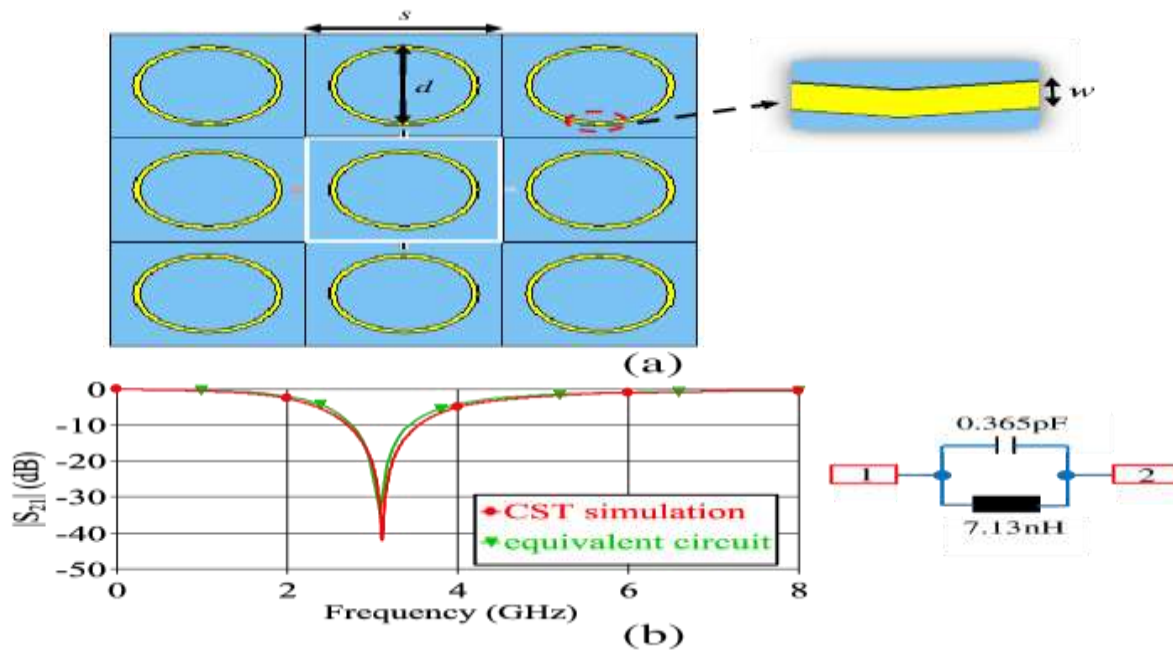 s
d
w
(a)
0
-10
-20
-30
-40
-50
|S21| (dB)
CST simulation
equivalent circuit
0 2 4 6 8
Frequency (GHz)
0.365pF
1 2
7.13nH
(b)